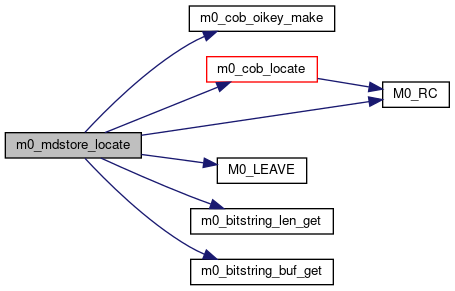 m0_cob_oikey_make
m0_cob_locate
M0_RC
m0_mdstore_locate
M0_LEAVE
m0_bitstring_len_get
m0_bitstring_buf_get